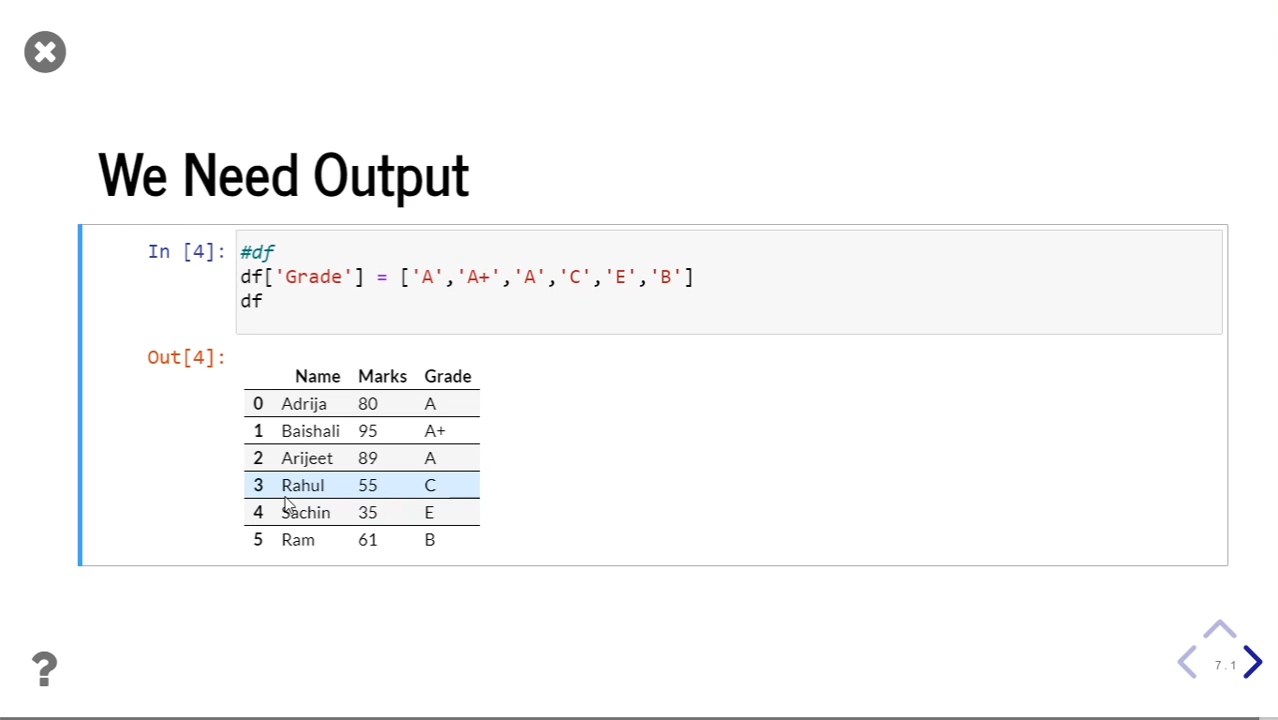 We Need Output
In [4]: #df
df['Grade'] = ['A','A+','A','C','E','B']
df
Out[4]:
Name Marks Grade
0 Adrija 80 A
1 Baishali 95 A+
2 Arijeet 89 A
3 Rahul 55 C
4 Sachin 35 E
5 Ram 61 B
?
7.1